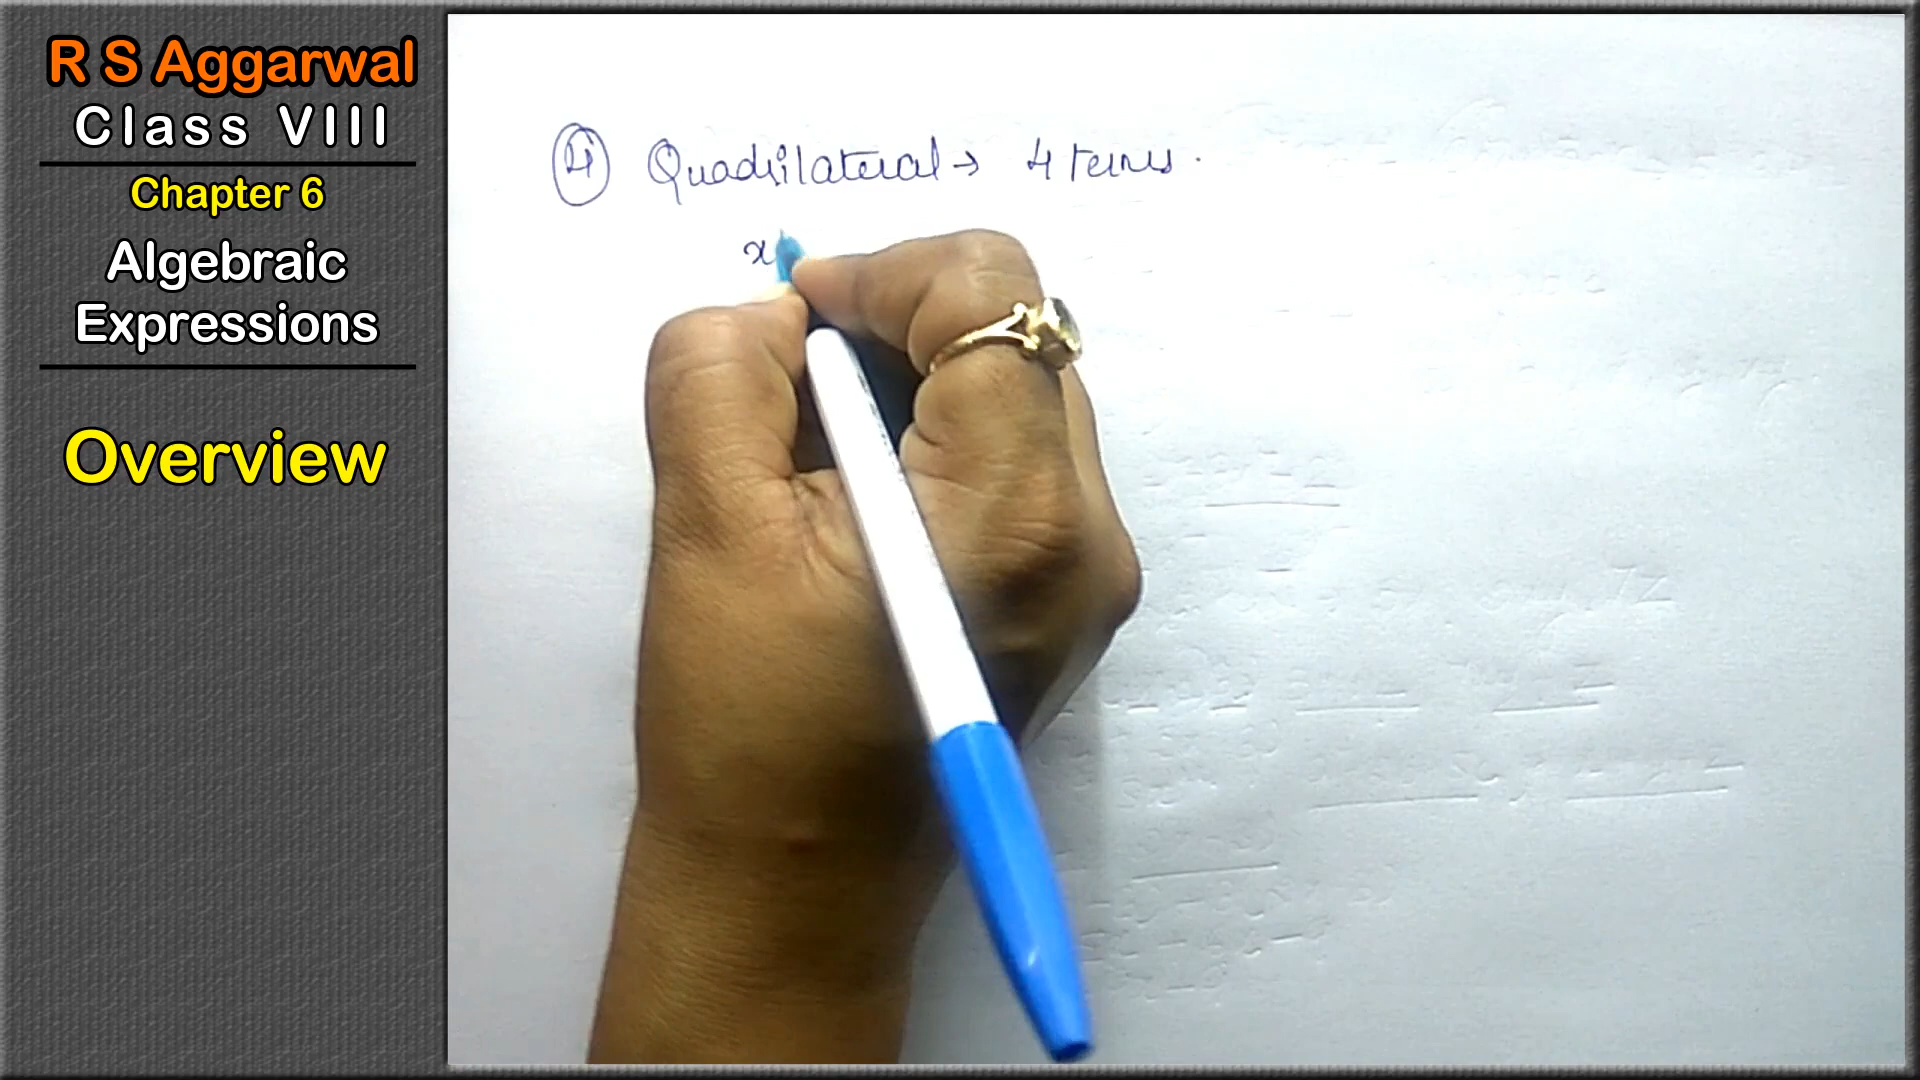 R S Aggarwal
Class VIII
Chapter 6
Algebraic
Expressions
Overview
4 Quadrilateral → 4 terms.
x